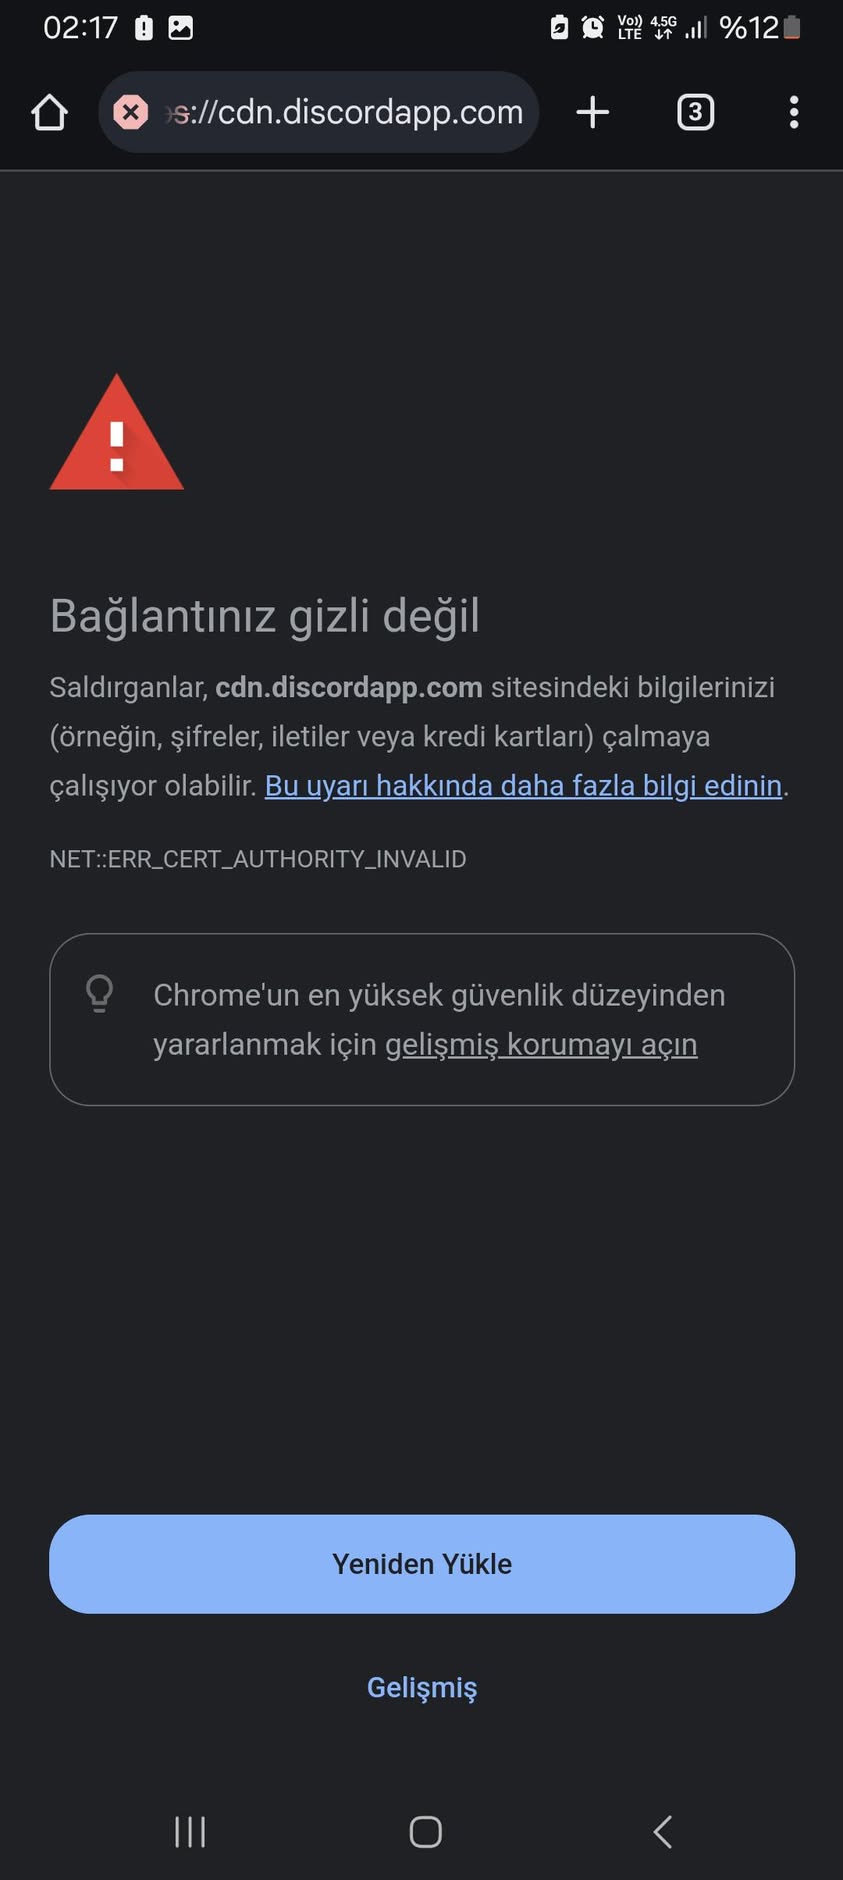 02:17
Vo)) LTE 4.5G %12
s://cdn.discordapp.com
3
Bağlantınız gizli değil
Saldırganlar, cdn.discordapp.com sitesindeki bilgilerinizi
(örneğin, şifreler, iletiler veya kredi kartları) çalmaya
çalışıyor olabilir. Bu uyarı hakkında daha fazla bilgi edinin.
NET::ERR_CERT_AUTHORITY_INVALID
Chrome'un en yüksek güvenlik düzeyinden
yararlanmak için gelişmiş korumayı açın
Yeniden Yükle
Gelişmiş